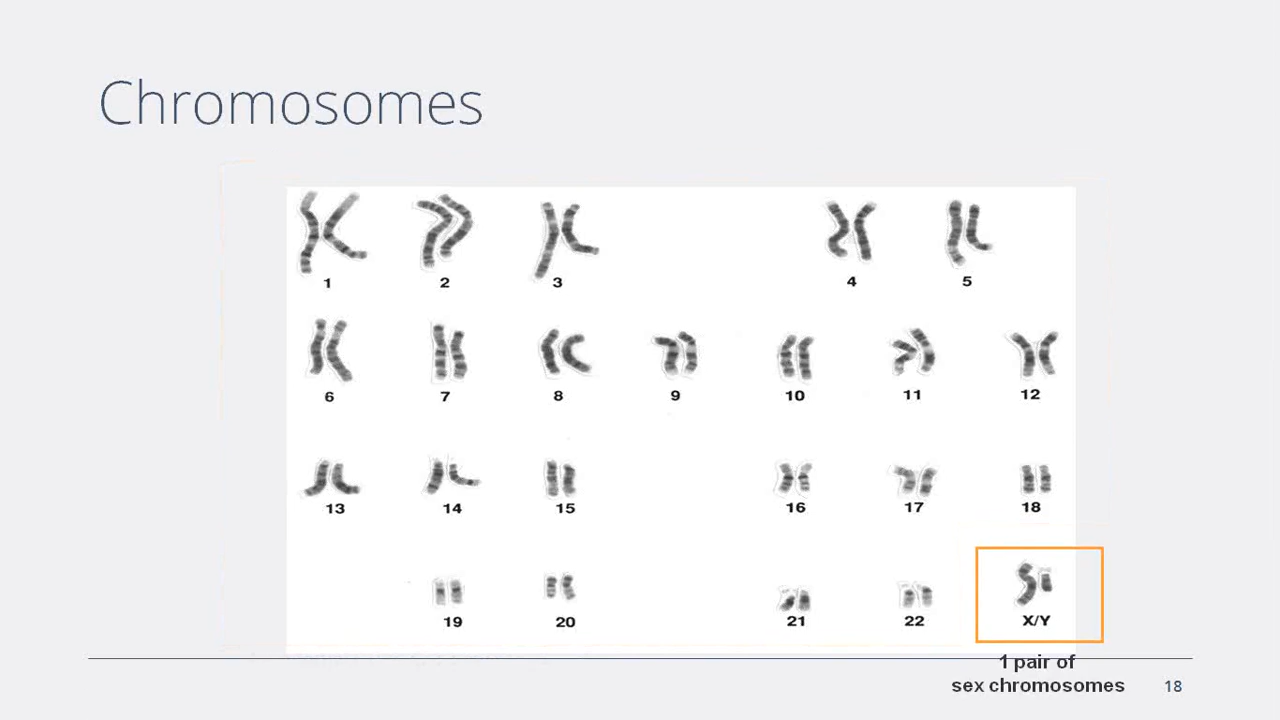 Chromosomes
1 2 3 4 5
6 7 8 9 10 11 12
13 14 15 16 17 18
19 20 21 22 X/Y
1 pair of
sex chromosomes
18